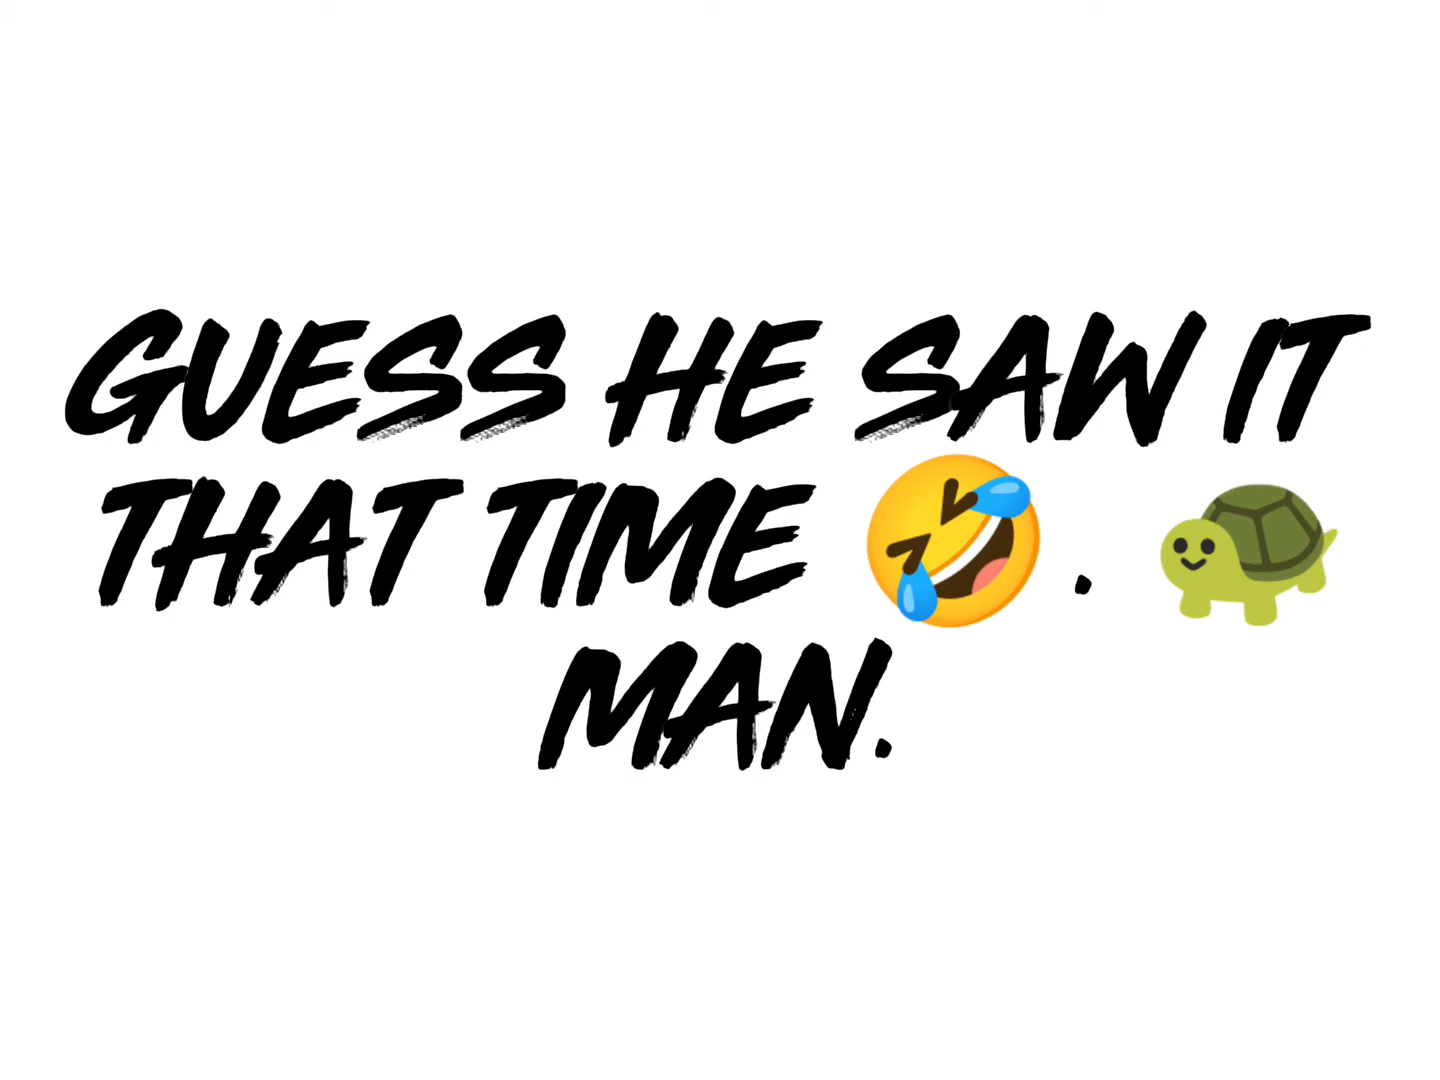 GUESS HE SAW IT
THAT TIME 🤣. 🐢
MAN.